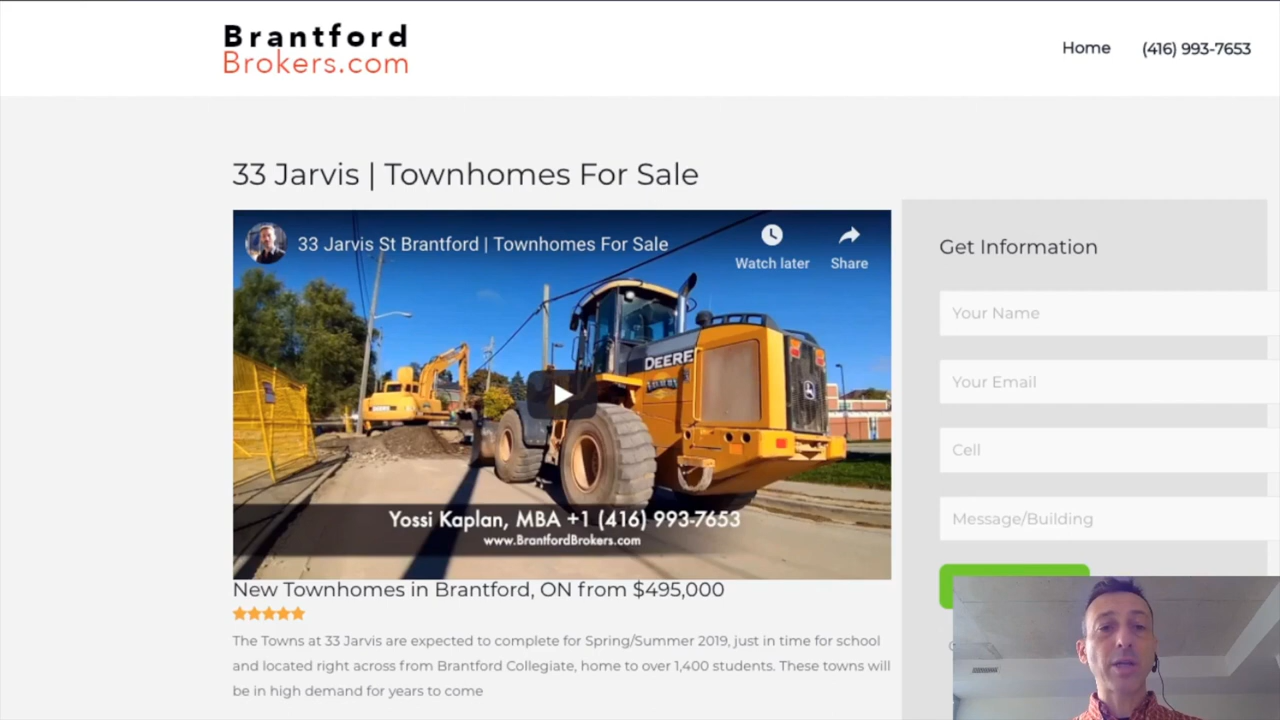 Brantford
Brokers.com
Home
(416) 993-7653
33 Jarvis | Townhomes For Sale
33 Jarvis St Brantford | Townhomes For Sale
Watch later
Share
DEERE
Yossi Kaplan, MBA +1 (416) 993-7653
www.BrantfordBrokers.com
Get Information
Your Name
Your Email
Cell
Message/Building
New Townhomes in Brantford, ON from $495,000
The Towns at 33 Jarvis are expected to complete for Spring/Summer 2019, just in time for school
and located right across from Brantford Collegiate, home to over 1,400 students. These towns will
be in high demand for years to come